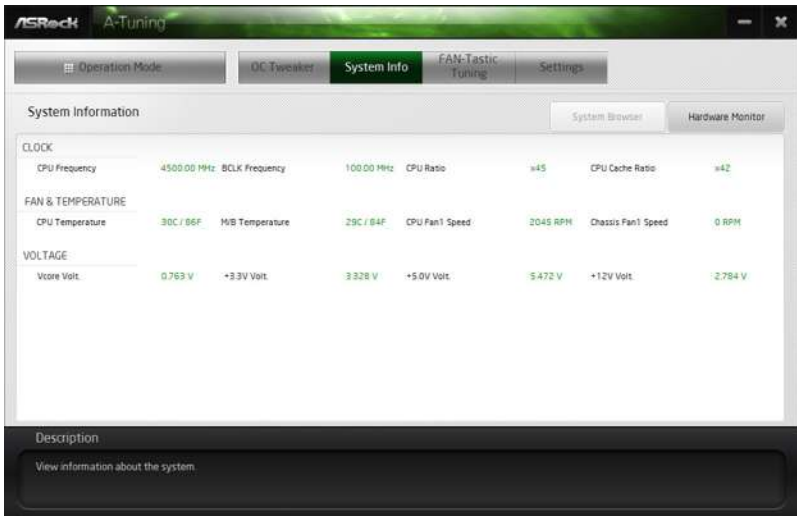 ASRock A-Tuning
Operation Mode OC Tweaker System Info FAN-Tastic Tuning Settings
System Information System Browser Hardware Monitor
CLOCK
CPU Frequency 4500.00 MHz BCLK Frequency 100.00 MHz CPU Ratio x45 CPU Cache Ratio x42
FAN & TEMPERATURE
CPU Temperature 30C / 86F M/B Temperature 29C / 84F CPU Fan1 Speed 2045 RPM Chassis Fan1 Speed 0 RPM
VOLTAGE
Vcore Volt. 0.763 V +3.3V Volt. 3.328 V +5.0V Volt. 5.472 V +12V Volt. 2.784 V
Description
View information about the system.